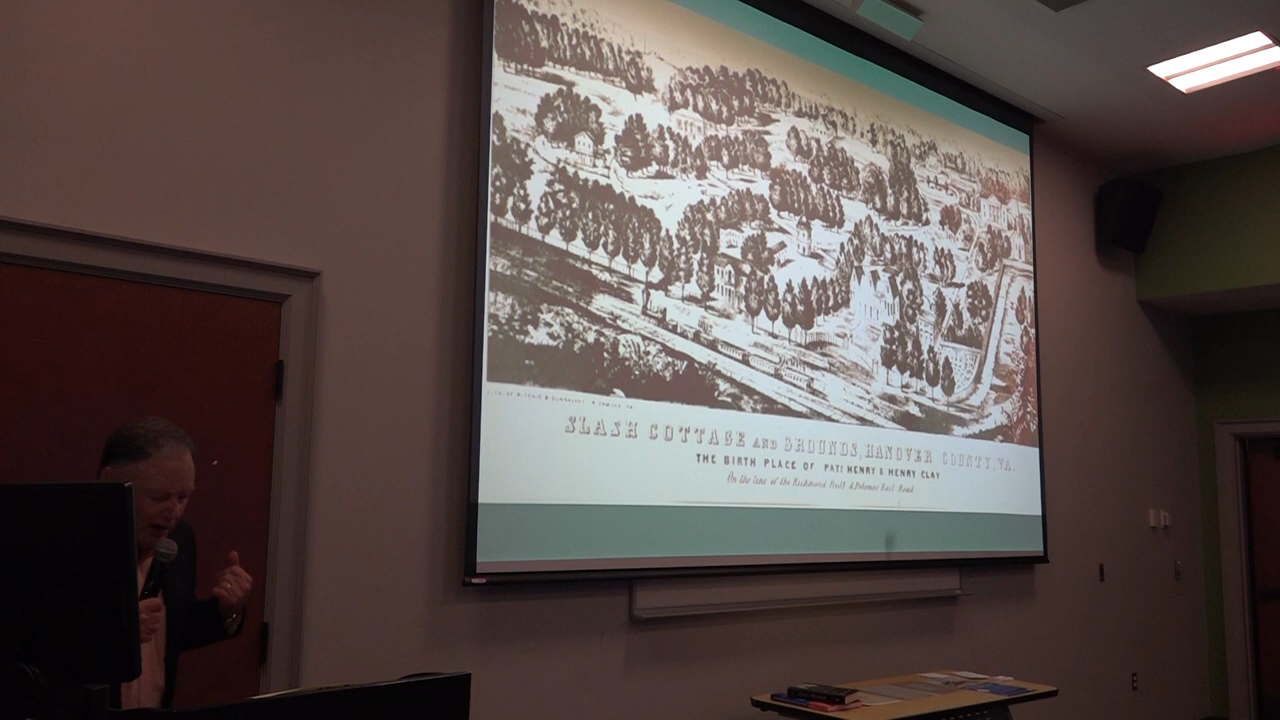 SLASH COTTAGE AND GROUNDS, HANOVER COUNTY, VA.
THE BIRTH PLACE OF PAT: HENRY & HENRY CLAY
On the line of the Richmond Fred.g & Potomac Rail Road